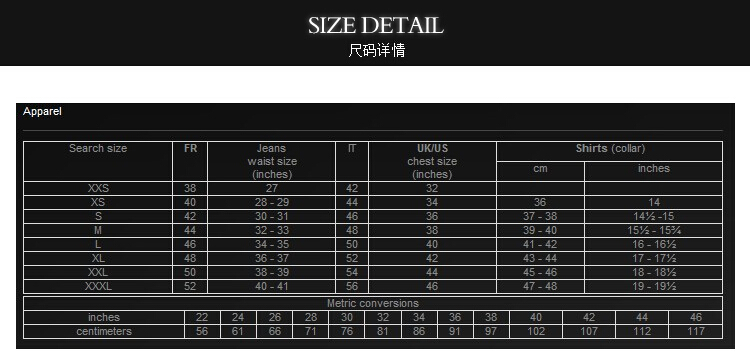 SIZE DETAIL
尺码详情
Apparel
Search size FR Jeans waist size (inches) IT UK/US chest size (inches) Shirts (collar)
cm inches
XXS 38 27 42 32
XS 40 28 - 29 44 34 36 14
S 42 30 - 31 46 36 37 - 38 14½ -15
M 44 32 - 33 48 38 39 - 40 15½ - 15¾
L 46 34 - 35 50 40 41 - 42 16 - 16½
XL 48 36 - 37 52 42 43 - 44 17 - 17½
XXL 50 38 - 39 54 44 45 - 46 18 - 18½
XXXL 52 40 - 41 56 46 47 - 48 19 - 19½
Metric conversions
inches 22 24 26 28 30 32 34 36 38 40 42 44 46
centimeters 56 61 66 71 76 81 86 91 97 102 107 112 117